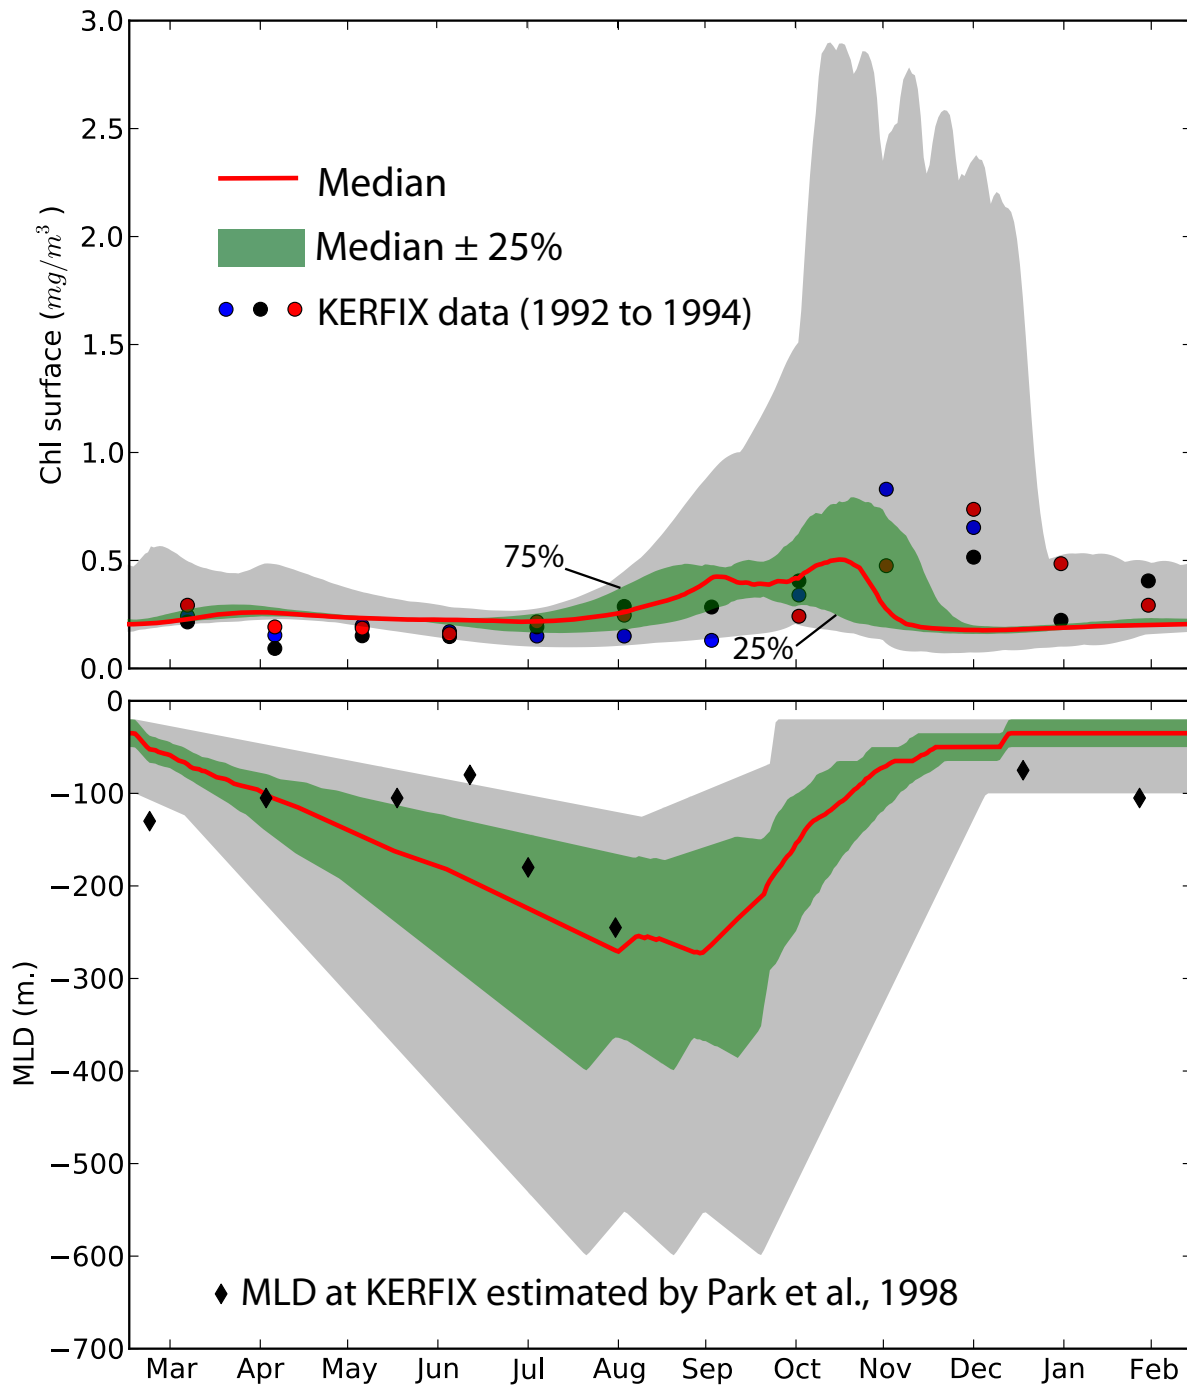 3.0
2.5
2.0
1.5
1.0
0.5
0.0
Chl surface (mg/m³)
Median
Median ± 25%
KERFIX data (1992 to 1994)
75%
25%
0
−100
−200
−300
−400
−500
−600
−700
MLD (m.)
MLD at KERFIX estimated by Park et al., 1998
Mar Apr May Jun Jul Aug Sep Oct Nov Dec Jan Feb